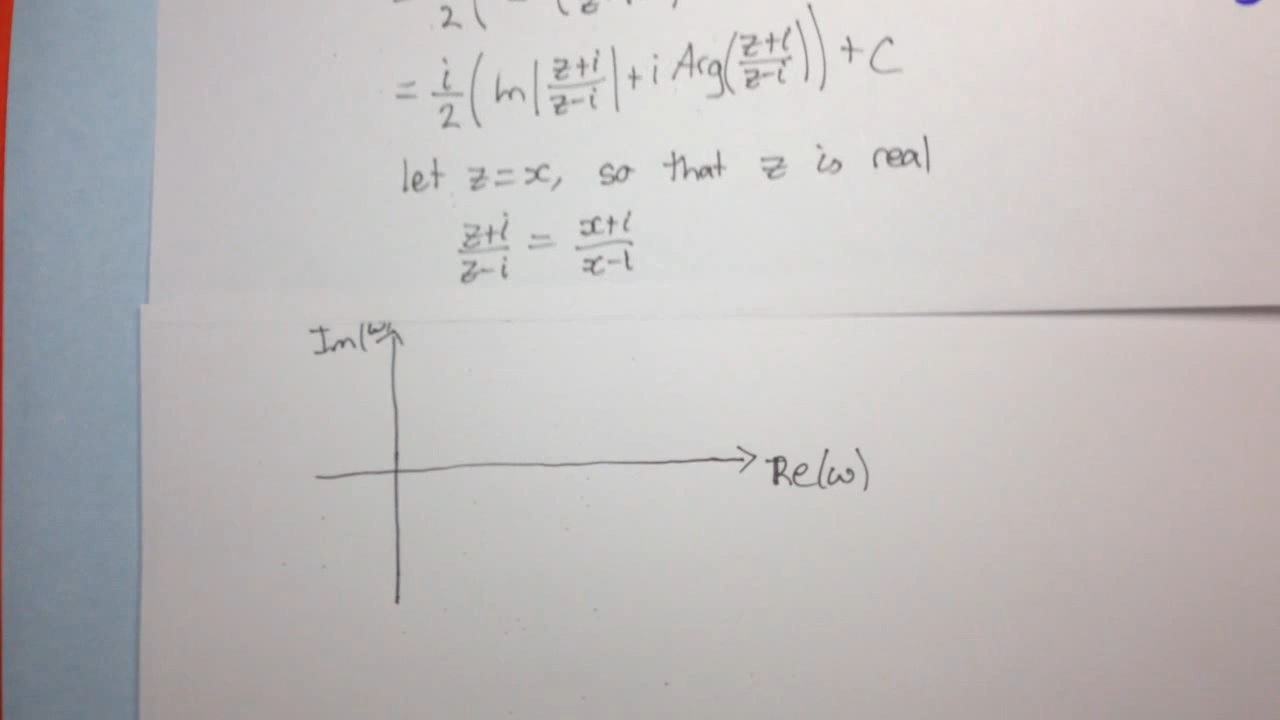 = i/2 ( ln | z+i / z-i | + i Arg( z+i / z-i ) ) + C
let z = x, so that z is real
z+i / z-i = x+i / x-i
Im(ω)
Re(ω)